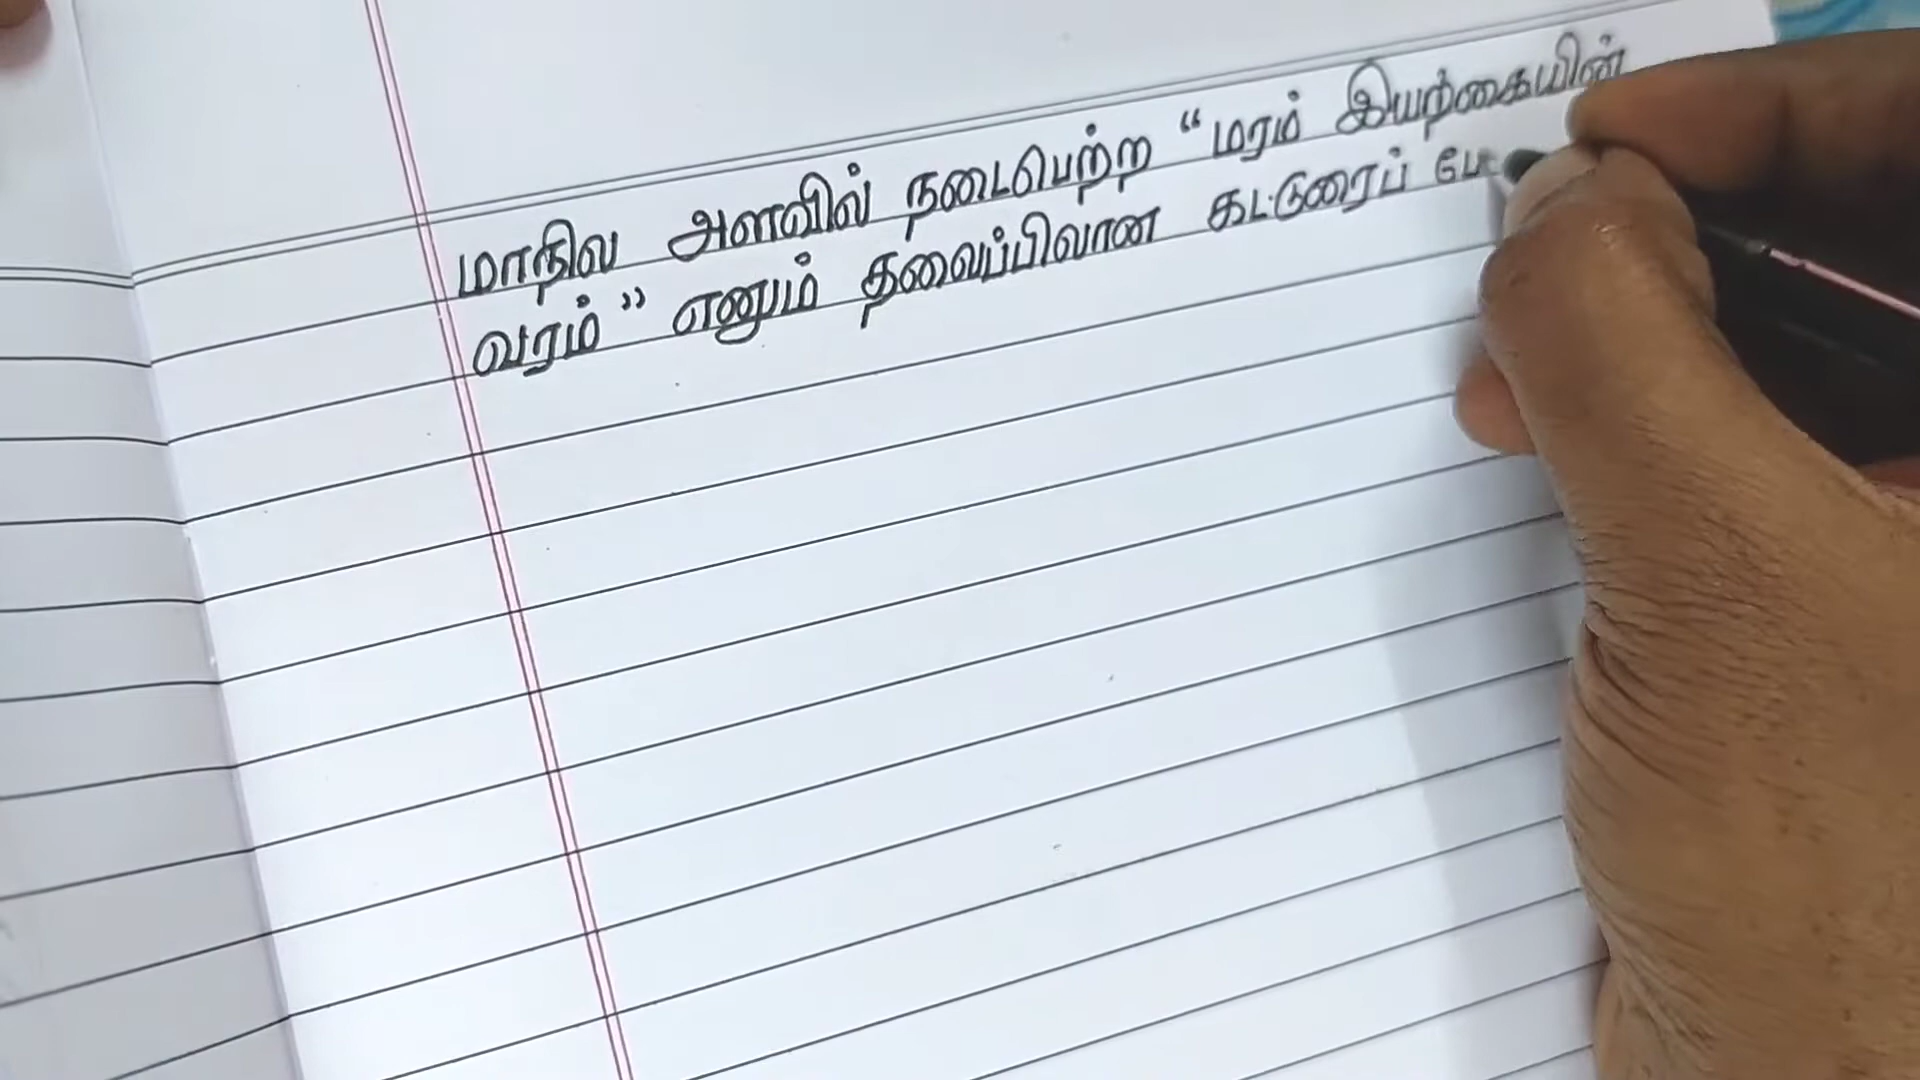 மாநில அளவில் நடைபெற்ற “மரம் இயற்கையின்
வரம்” எனும் தலைப்பிலான கட்டுரைப் பே